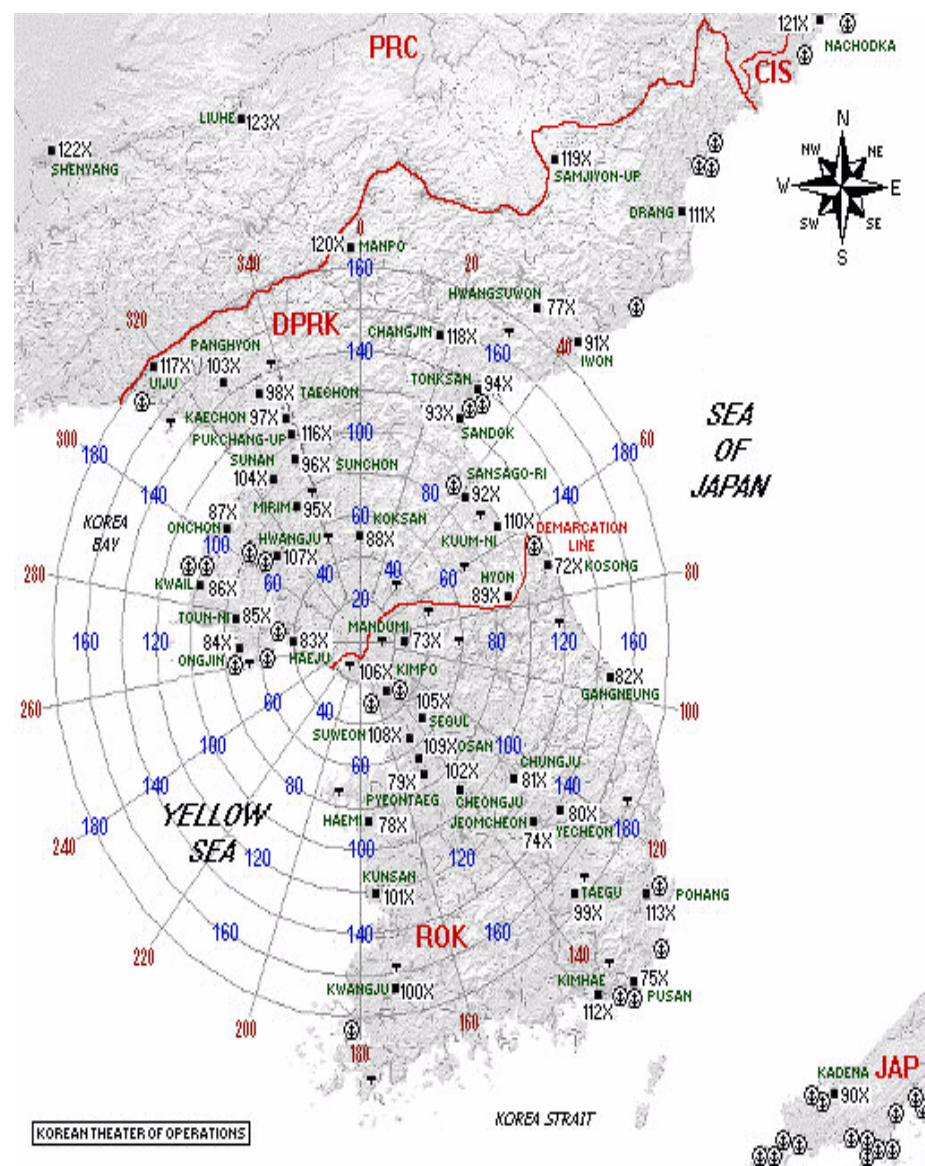 121X
NACHODKA
PRC
CIS
LIUHE
123X
122X
SHENYANG
119X
SAMJIYON-UP
N
NW
NE
W
E
SW
SE
S
ORANG
111X
0
120X
MANPO
340
160
20
HWANGSUWON
77X
320
DPRK
PANGHYON
CHANGJIN
118X
160
40
91X
IWON
117X
103X
UIJU
140
TONKSAN
94X
98X
TAECHON
KAECHON
97X
93X
SANDOK
SEA
OF
JAPAN
300
PUKCHANG-UP
116X
100
60
180
SUNAN
96X
SUNCHON
SANSAGO-RI
104X
80
92X
140
140
KOREA
BAY
87X
MIRIM
95X
60
110X
DEMARCATION
LINE
ONCHON
HWANGJU
KOKSAN
88X
KUUM-NI
100
107X
72X
KOSONG
280
KWAIL
86X
60
40
40
60
HYON
89X
80
TOUN-NI
85X
20
MANDUMI
160
120
84X
83X
73X
80
120
160
ONGJIN
HAEJU
106X
KIMPO
82X
GANGNEUNG
260
60
40
105X
SEOUL
100
100
SUWEON
108X
109X
OSAN
100
CHUNGJU
80
60
79X
102X
81X
140
140
PYEONTAEG
CHEONGJU
YELLOW
SEA
HAEMI
78X
JEOMCHEON
74X
80X
YECHEON
180
180
240
100
120
120
120
KUNSAN
101X
TAEGU
99X
POHANG
113X
160
140
ROK
160
220
140
KIMHAE
75X
PUSAN
KWANGJU
100X
112X
200
160
180
KADENA
JAP
90X
KOREA STRAIT
KOREAN THEATER OF OPERATIONS